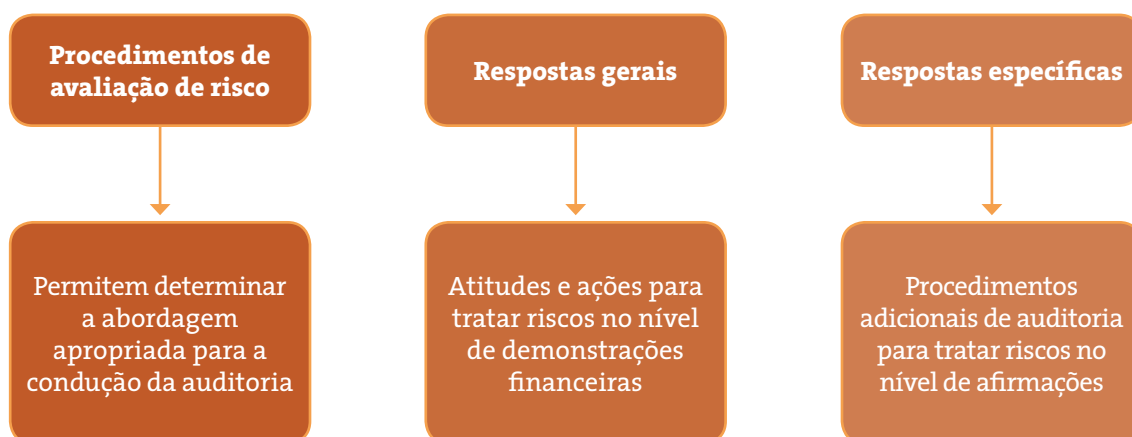 Procedimentos de
avaliação de risco
Permitem determinar
a abordagem
apropriada para a
condução da auditoria
Respostas gerais
Atitudes e ações para
tratar riscos no nível
de demonstrações
financeiras
Respostas específicas
Procedimentos
adicionais de auditoria
para tratar riscos no
nível de afirmações